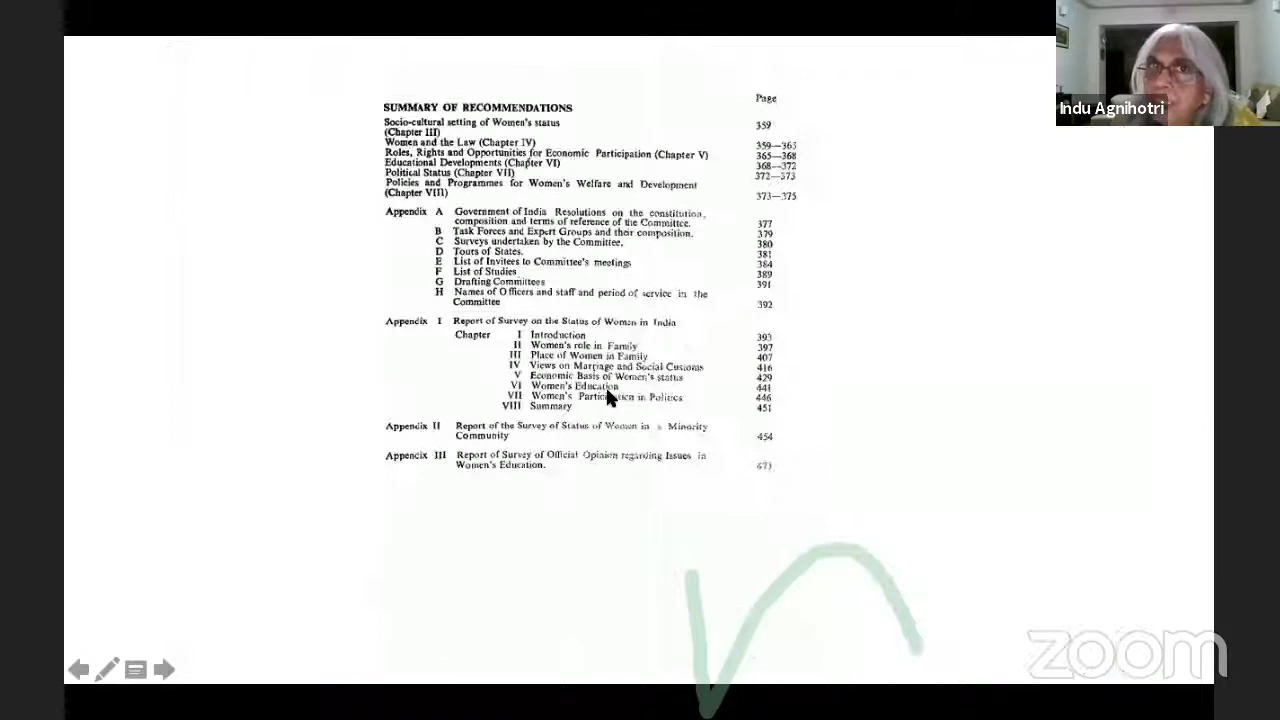 Page
SUMMARY OF RECOMMENDATIONS
Socio-cultural setting of Women's status
(Chapter III) 359
Women and the Law (Chapter IV) 359—365
Roles, Rights and Opportunities for Economic Participation (Chapter V) 365—368
Educational Developments (Chapter VI) 368—372
Political Status (Chapter VII) 372—373
Policies and Programmes for Women's Welfare and Development
(Chapter VIII) 373—375
Appendix A Government of India Resolutions on the constitution,
composition and terms of reference of the Committee. 377
B Task Forces and Expert Groups and their composition. 379
C Surveys undertaken by the Committee. 380
D Tours of States. 381
E List of Invitees to Committee's meetings 384
F List of Studies 389
G Drafting Committees 391
H Names of Officers and staff and period of service in the
Committee 392
Appendix I Report of Survey on the Status of Women in India
Chapter I Introduction 393
II Women's role in Family 397
III Place of Women in Family 407
IV Views on Marriage and Social Customs 416
V Economic Basis of Women's status 429
VI Women's Education 441
VII Women's Participation in Politics 446
VIII Summary 451
Appendix II Report of the Survey of Status of Women in a Minority
Community 454
Appendix III Report of Survey of Official Opinion regarding Issues in
Women's Education.
Indu Agnihotri
zoom